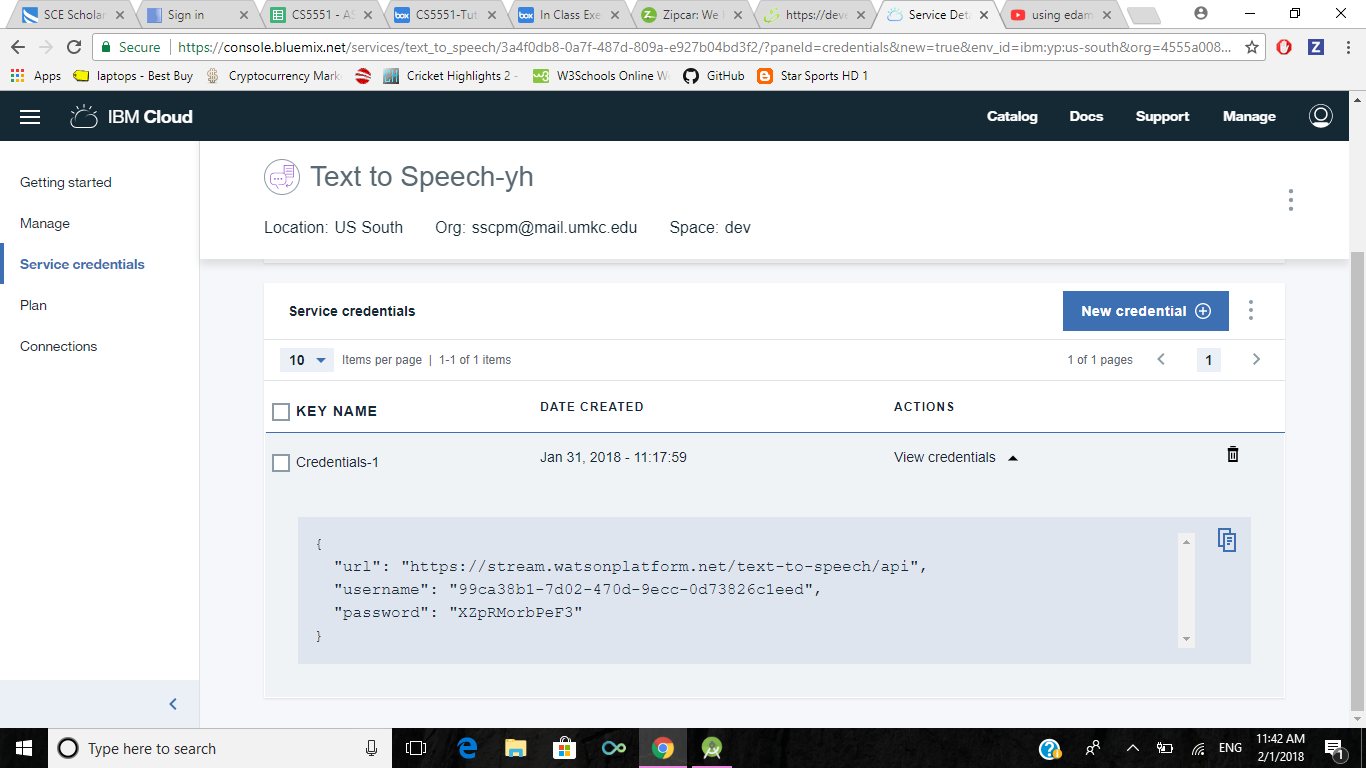 SCE Scholar
Sign in
CS5551 - AS
CS5551-Tut
In Class Exe
Zipcar: We
https://deve
Service Deta
using edam
Secure | https://console.bluemix.net/services/text_to_speech/3a4f0db8-0a7f-487d-809a-e927b04bd3f2/?paneId=credentials&new=true&env_id=ibm:yp:us-south&org=4555a008...
Apps laptops - Best Buy Cryptocurrency Mark Cricket Highlights 2 - W3Schools Online W GitHub Star Sports HD 1
IBM Cloud
Catalog Docs Support Manage
Getting started
Manage
Service credentials
Plan
Connections
Text to Speech-yh
Location: US South Org: sscpm@mail.umkc.edu Space: dev
Service credentials
New credential
10 Items per page | 1-1 of 1 items
1 of 1 pages 1
KEY NAME DATE CREATED ACTIONS
Credentials-1 Jan 31, 2018 - 11:17:59 View credentials
{
"url": "https://stream.watsonplatform.net/text-to-speech/api",
"username": "99ca38b1-7d02-470d-9ecc-0d73826c1eed",
"password": "XZpRMorbPeF3"
}
Type here to search
ENG
11:42 AM
2/1/2018
1